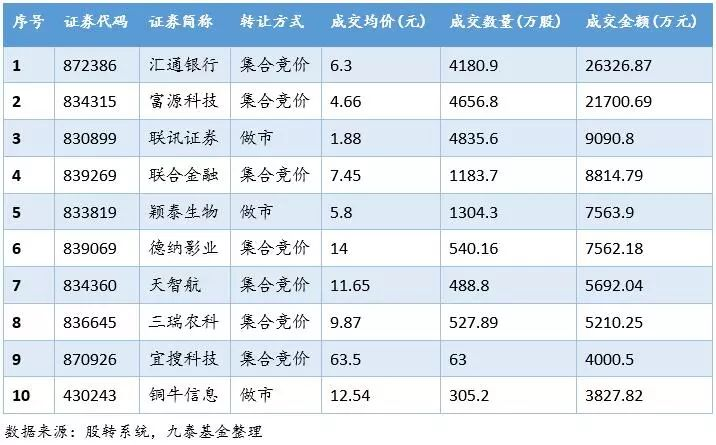 序号 证券代码 证券简称 转让方式 成交均价(元) 成交数量(万股) 成交金额(万元)
1 872386 汇通银行 集合竞价 6.3 4180.9 26326.87
2 834315 富源科技 集合竞价 4.66 4656.8 21700.69
3 830899 联讯证券 做市 1.88 4835.6 9090.8
4 839269 联合金融 集合竞价 7.45 1183.7 8814.79
5 833819 颖泰生物 做市 5.8 1304.3 7563.9
6 839069 德纳影业 集合竞价 14 540.16 7562.18
7 834360 天智航 集合竞价 11.65 488.8 5692.04
8 836645 三瑞农科 集合竞价 9.87 527.89 5210.25
9 870926 宜搜科技 集合竞价 63.5 63 4000.5
10 430243 铜牛信息 做市 12.54 305.2 3827.82
数据来源：股转系统，九泰基金整理